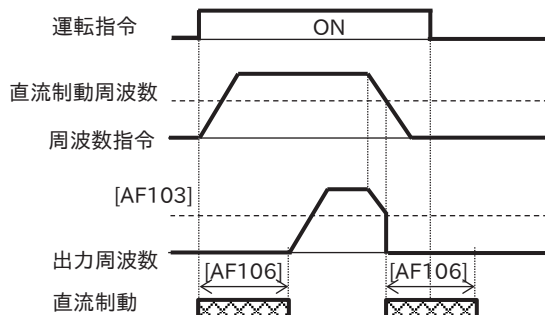 運転指令
ON
直流制動周波数
周波数指令
[AF103]
出力周波数
[AF106]
[AF106]
直流制動